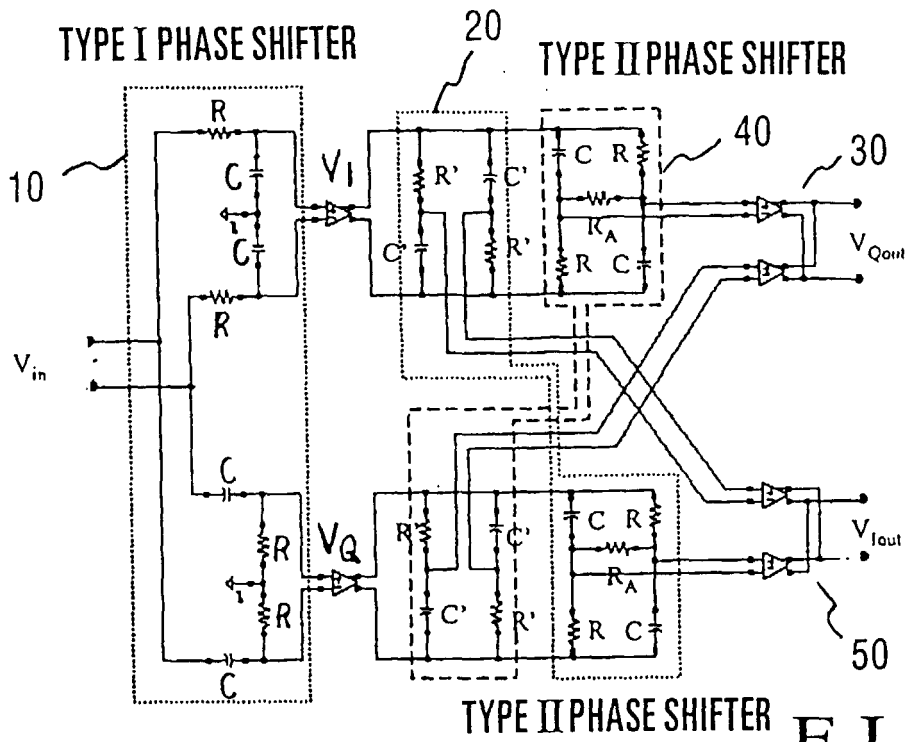 20
TYPE I PHASE SHIFTER
TYPE II PHASE SHIFTER
R
10
C
C
R
V_I
R'
C'
C'
R'
C
R
R_A
R
C
40
30
V_Qout
V_in
C
R
R
C
V_Q
R'
C'
C'
R'
C
R
R_A
R
C
V_Iout
50
TYPE II PHASE SHIFTER